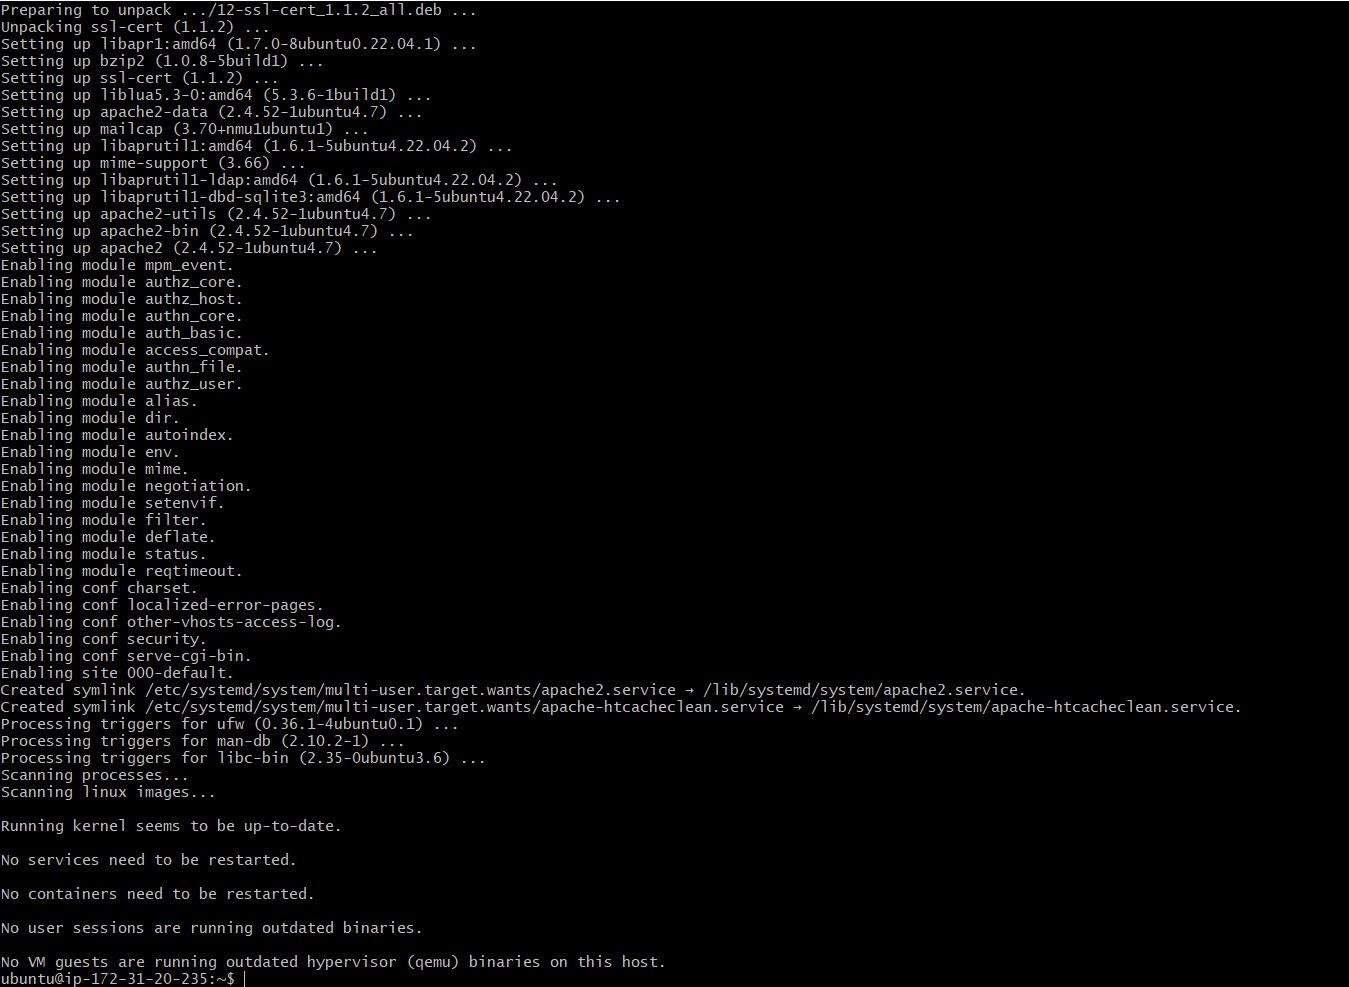 Preparing to unpack .../12-ssl-cert_1.1.2_all.deb ...
Unpacking ssl-cert (1.1.2) ...
Setting up libapr1:amd64 (1.7.0-8ubuntu0.22.04.1) ...
Setting up bzip2 (1.0.8-5build1) ...
Setting up ssl-cert (1.1.2) ...
Setting up liblua5.3-0:amd64 (5.3.6-1build1) ...
Setting up apache2-data (2.4.52-1ubuntu4.7) ...
Setting up mailcap (3.70+nmu1ubuntu1) ...
Setting up libaprutil1:amd64 (1.6.1-5ubuntu4.22.04.2) ...
Setting up mime-support (3.66) ...
Setting up libaprutil1-ldap:amd64 (1.6.1-5ubuntu4.22.04.2) ...
Setting up libaprutil1-dbd-sqlite3:amd64 (1.6.1-5ubuntu4.22.04.2) ...
Setting up apache2-utils (2.4.52-1ubuntu4.7) ...
Setting up apache2-bin (2.4.52-1ubuntu4.7) ...
Setting up apache2 (2.4.52-1ubuntu4.7) ...
Enabling module mpm_event.
Enabling module authz_core.
Enabling module authz_host.
Enabling module authn_core.
Enabling module auth_basic.
Enabling module access_compat.
Enabling module authn_file.
Enabling module authz_user.
Enabling module alias.
Enabling module dir.
Enabling module autoindex.
Enabling module env.
Enabling module mime.
Enabling module negotiation.
Enabling module setenvif.
Enabling module filter.
Enabling module deflate.
Enabling module status.
Enabling module reqtimeout.
Enabling conf charset.
Enabling conf localized-error-pages.
Enabling conf other-vhosts-access-log.
Enabling conf security.
Enabling conf serve-cgi-bin.
Enabling site 000-default.
Created symlink /etc/systemd/system/multi-user.target.wants/apache2.service → /lib/systemd/system/apache2.service.
Created symlink /etc/systemd/system/multi-user.target.wants/apache-htcacheclean.service → /lib/systemd/system/apache-htcacheclean.service.
Processing triggers for ufw (0.36.1-4ubuntu0.1) ...
Processing triggers for man-db (2.10.2-1) ...
Processing triggers for libc-bin (2.35-0ubuntu3.6) ...
Scanning processes...
Scanning linux images...
Running kernel seems to be up-to-date.
No services need to be restarted.
No containers need to be restarted.
No user sessions are running outdated binaries.
No VM guests are running outdated hypervisor (qemu) binaries on this host.
ubuntu@ip-172-31-20-235:~$